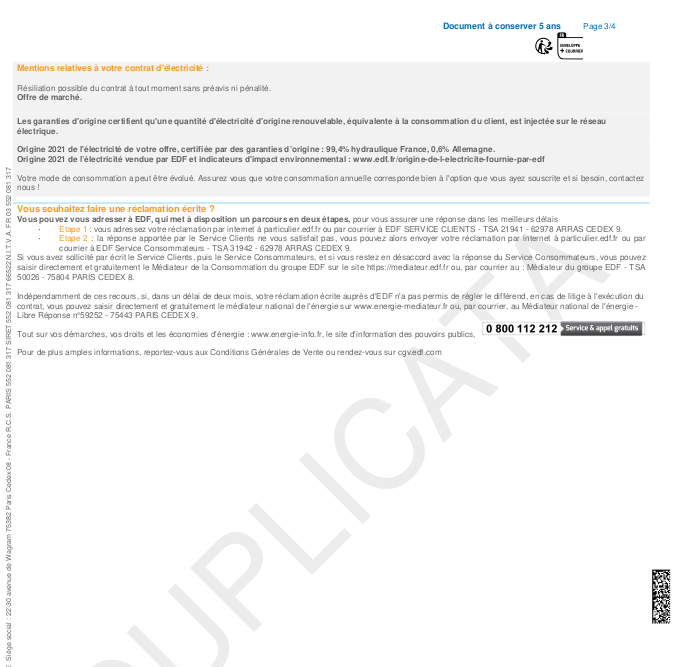 Document à conserver 5 ans Page 3/4
FR
ENVELOPPE
+ COURRIER
Mentions relatives à votre contrat d'électricité :
Résiliation possible du contrat à tout moment sans préavis ni pénalité.
Offre de marché.
Les garanties d'origine certifient qu'une quantité d'électricité d'origine renouvelable, équivalente à la consommation du client, est injectée sur le réseau
électrique.
Origine 2021 de l'électricité de votre offre, certifiée par des garanties d'origine : 99,4% hydraulique France, 0,6% Allemagne.
Origine 2021 de l'électricité vendue par EDF et indicateurs d'impact environnemental : www.edf.fr/origine-de-l-electricite-fournie-par-edf
Votre mode de consommation a peut être évolué. Assurez vous que votre consommation annuelle corresponde bien à l'option que vous ayez souscrite et si besoin, contactez
nous !
Vous souhaitez faire une réclamation écrite ?
Vous pouvez vous adresser à EDF, qui met à disposition un parcours en deux étapes, pour vous assurer une réponse dans les meilleurs délais
· Etape 1 : vous adressez votre réclamation par internet à particulier.edf.fr ou par courrier à EDF SERVICE CLIENTS - TSA 21941 - 62978 ARRAS CEDEX 9.
· Etape 2 : la réponse apportée par le Service Clients ne vous satisfait pas, vous pouvez alors envoyer votre réclamation par internet à particulier.edf.fr ou par
courrier à EDF Service Consommateurs - TSA 31942 - 62978 ARRAS CEDEX 9.
Si vous avez sollicité par écrit le Service Clients, puis le Service Consommateurs, et si vous restez en désaccord avec la réponse du Service Consommateurs, vous pouvez
saisir directement et gratuitement le Médiateur de la Consommation du groupe EDF sur le site https://mediateur.edf.fr ou, par courrier au : Médiateur du groupe EDF - TSA
50026 - 75804 PARIS CEDEX 8.
Indépendamment de ces recours, si, dans un délai de deux mois, votre réclamation écrite auprès d'EDF n'a pas permis de régler le différend, en cas de litige à l'exécution du
contrat, vous pouvez saisir directement et gratuitement le médiateur national de l'énergie sur www.energie-mediateur.fr ou, par courrier, au Médiateur national de l'énergie -
Libre Réponse n°59252 - 75443 PARIS CEDEX 9.
Tout sur vos démarches, vos droits et les économies d'énergie : www.energie-info.fr, le site d'information des pouvoirs publics, 0 800 112 212 Service & appel gratuits
Pour de plus amples informations, reportez-vous aux Conditions Générales de Vente ou rendez-vous sur cgv.edf.com
. Siège social : 22-30 avenue de Wagram 75382 Paris Cedex 08 - France R.C.S. PARIS 552 081 317 SIRET 552 081 317 66522 N.I.T.V.A. FR 03 552 081 317
DUPLICATA